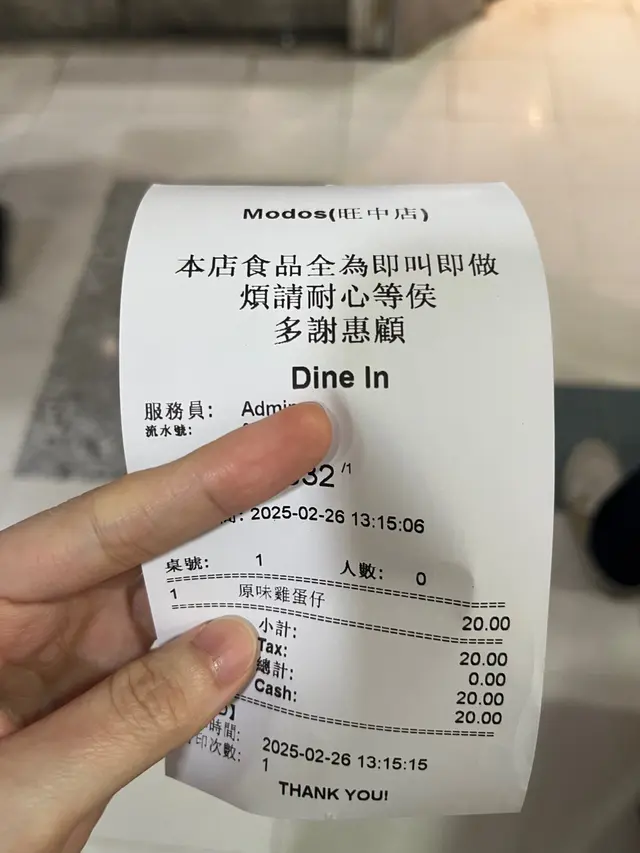 Modos(旺中店)
本店食品全為即叫即做
煩請耐心等侯
多謝惠顧
Dine In
服務員:
流水號:
32 /1
: 2025-02-26 13:15:06
桌號: 1 人數: 0
1 原味雞蛋仔 20.00
小計: 20.00
Tax: 0.00
總計: 20.00
Cash: 20.00
時間: 2025-02-26 13:15:15
印次數: 1
THANK YOU!